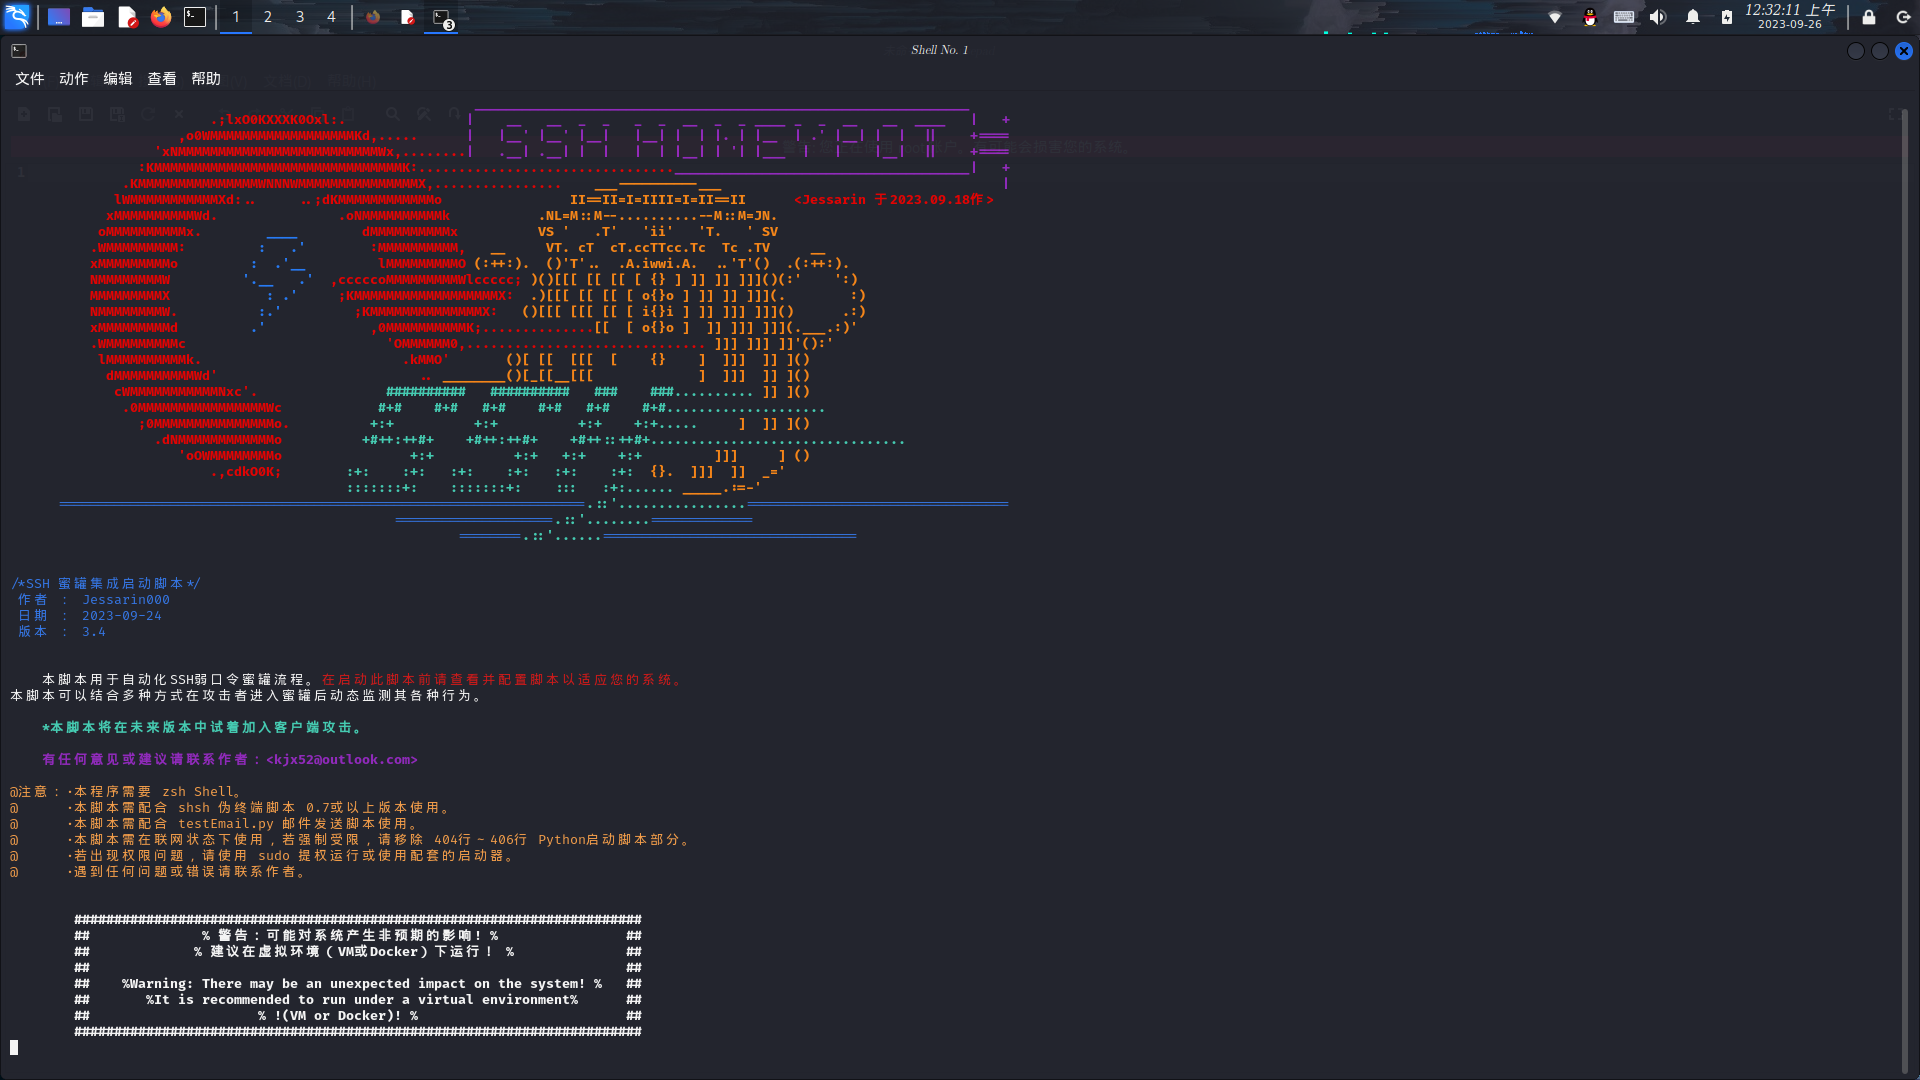 1 2 3 4
3
12:32:11 上午
2023-09-26
Shell No. 1
文件 动作 编辑 查看 帮助
SSH HONEYPOT
<Jessarin 于2023.09.18作>
/*SSH 蜜罐集成启动脚本*/
作者 : Jessarin000
日期 : 2023-09-24
版本 : 3.4
本脚本用于自动化SSH弱口令蜜罐流程。在启动此脚本前请查看并配置脚本以适应您的系统。
本脚本可以结合多种方式在攻击者进入蜜罐后动态监测其各种行为。
*本脚本将在未来版本中试着加入客户端攻击。
有任何意见或建议请联系作者:<kjx52@outlook.com>
@注意:·本程序需要 zsh Shell。
@ ·本脚本需配合 shsh 伪终端脚本 0.7或以上版本使用。
@ ·本脚本需配合 testEmail.py 邮件发送脚本使用。
@ ·本脚本需在联网状态下使用,若强制受限,请移除 404行 ~ 406行 Python启动脚本部分。
@ ·若出现权限问题,请使用 sudo 提权运行或使用配套的启动器。
@ ·遇到任何问题或错误请联系作者。
#######################################################################
## % 警告:可能对系统产生非预期的影响! % ##
## % 建议在虚拟环境(VM或Docker)下运行! % ##
## ##
## %Warning: There may be an unexpected impact on the system! % ##
## %It is recommended to run under a virtual environment% ##
## % !(VM or Docker)! % ##
#######################################################################